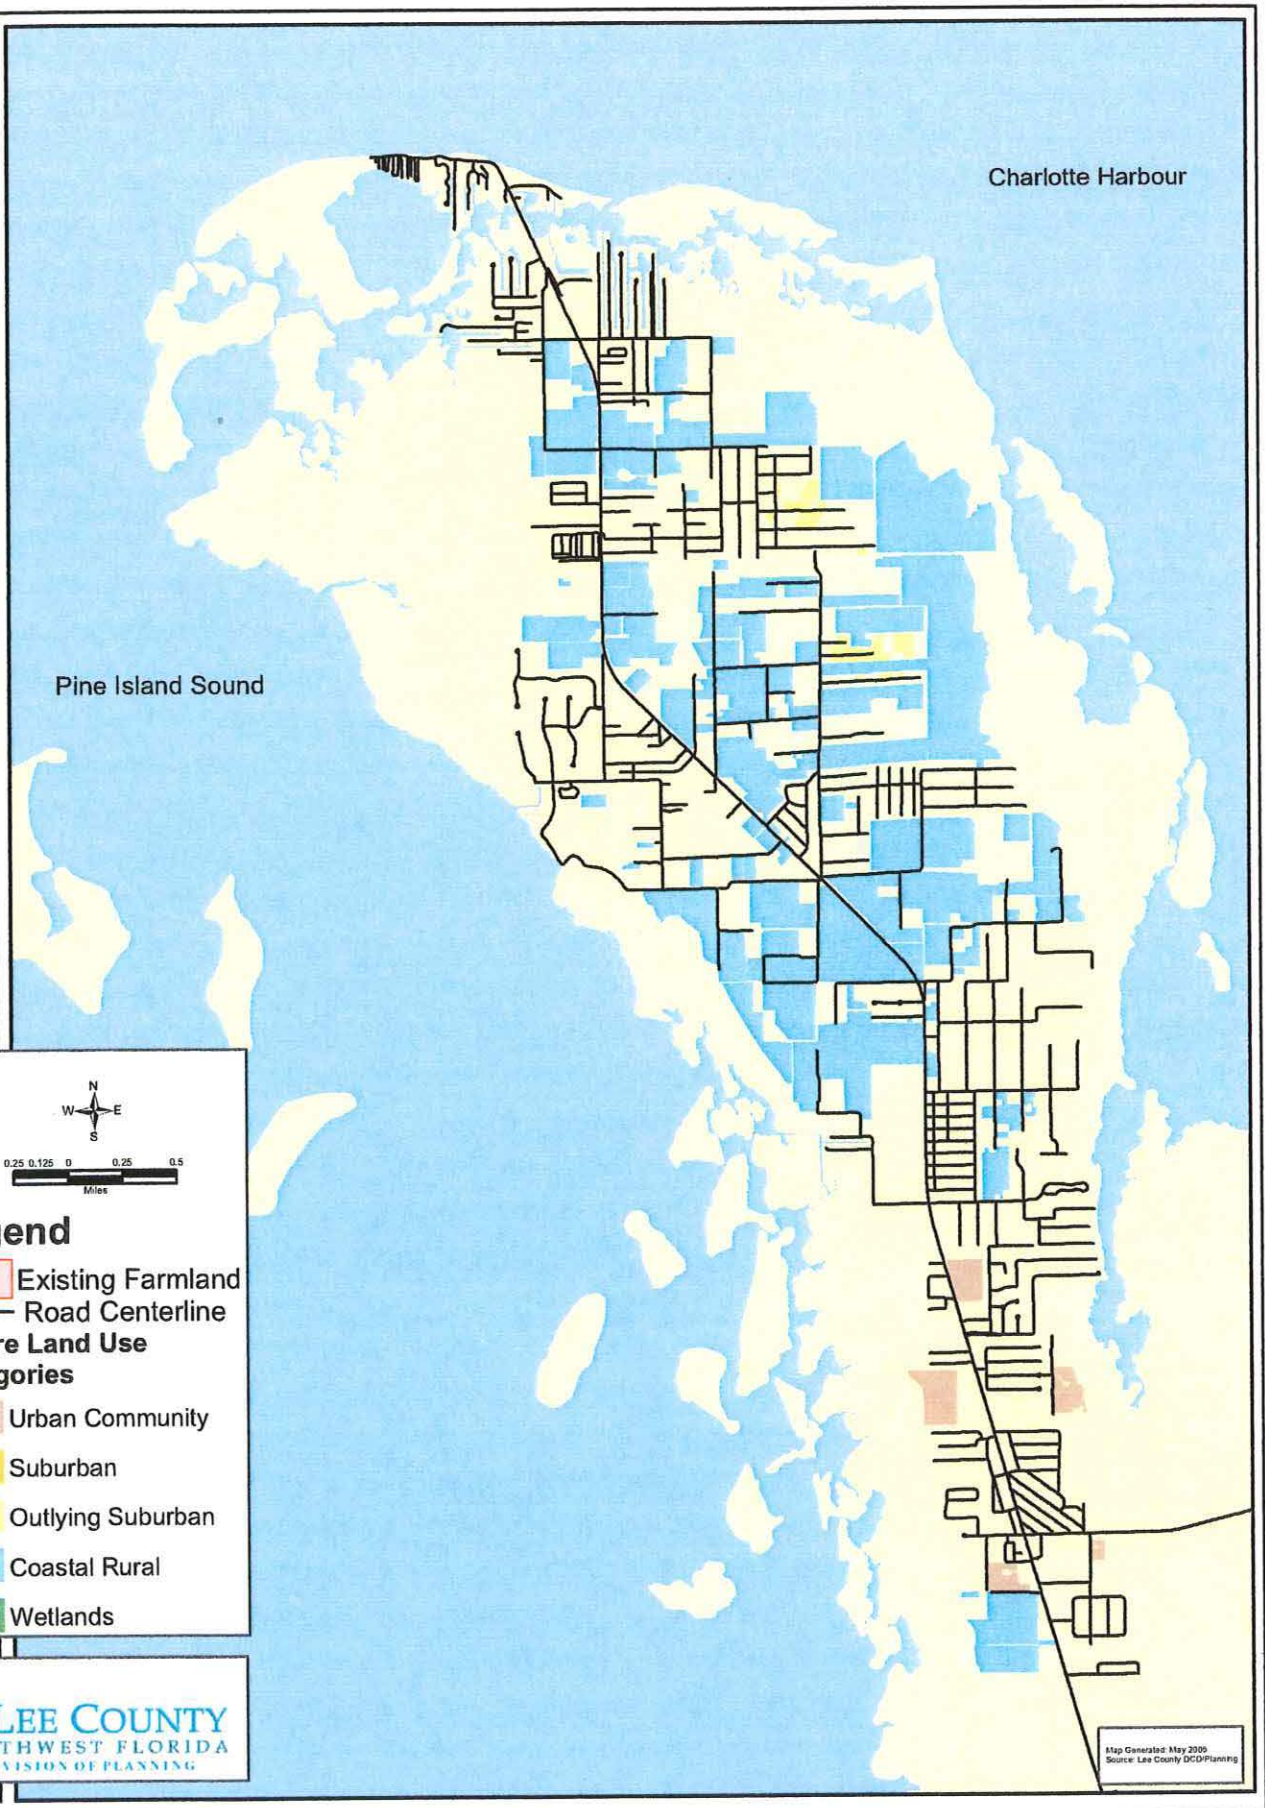 Charlotte Harbour
Pine Island Sound
N
W E
S
0.25 0.125 0 0.25 0.5
Miles
gend
Existing Farmland
Road Centerline
re Land Use
gories
Urban Community
Suburban
Outlying Suburban
Coastal Rural
Wetlands
LEE COUNTY
THWEST FLORIDA
VISION OF PLANNING
Map Generated: May 2005
Source: Lee County DCD/Planning